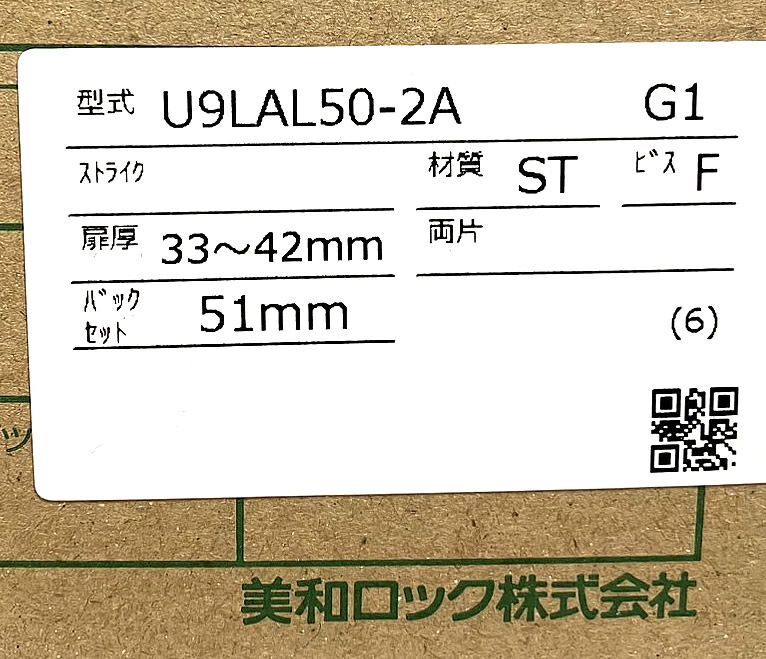 型式 U9LAL50-2A G1
ストライク 材質 ST ビス F
扉厚 33～42mm 両片
バックセット 51mm
(6)
ッ
美和ロック株式会社